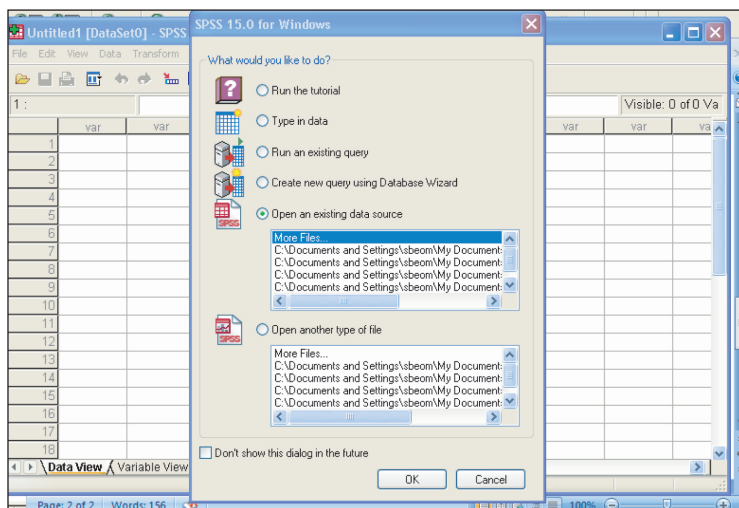 Untitled1 [DataSet0] - SPSS
File Edit View Data Transform
1 :
Visible: 0 of 0 Va
var var var var va
1
2
3
4
5
6
7
8
9
10
11
12
13
14
15
16
17
18
Data View Variable View
Page: 2 of 2 Words: 156 100%
SPSS 15.0 for Windows
What would you like to do?
Run the tutorial
Type in data
Run an existing query
Create new query using Database Wizard
SPSS
Open an existing data source
More Files...
C:\Documents and Settings\sbeom\My Document
C:\Documents and Settings\sbeom\My Document
C:\Documents and Settings\sbeom\My Document
C:\Documents and Settings\sbeom\My Document
SPSS
Open another type of file
More Files...
C:\Documents and Settings\sbeom\My Document
C:\Documents and Settings\sbeom\My Document
C:\Documents and Settings\sbeom\My Document
C:\Documents and Settings\sbeom\My Document
Don't show this dialog in the future
OK Cancel